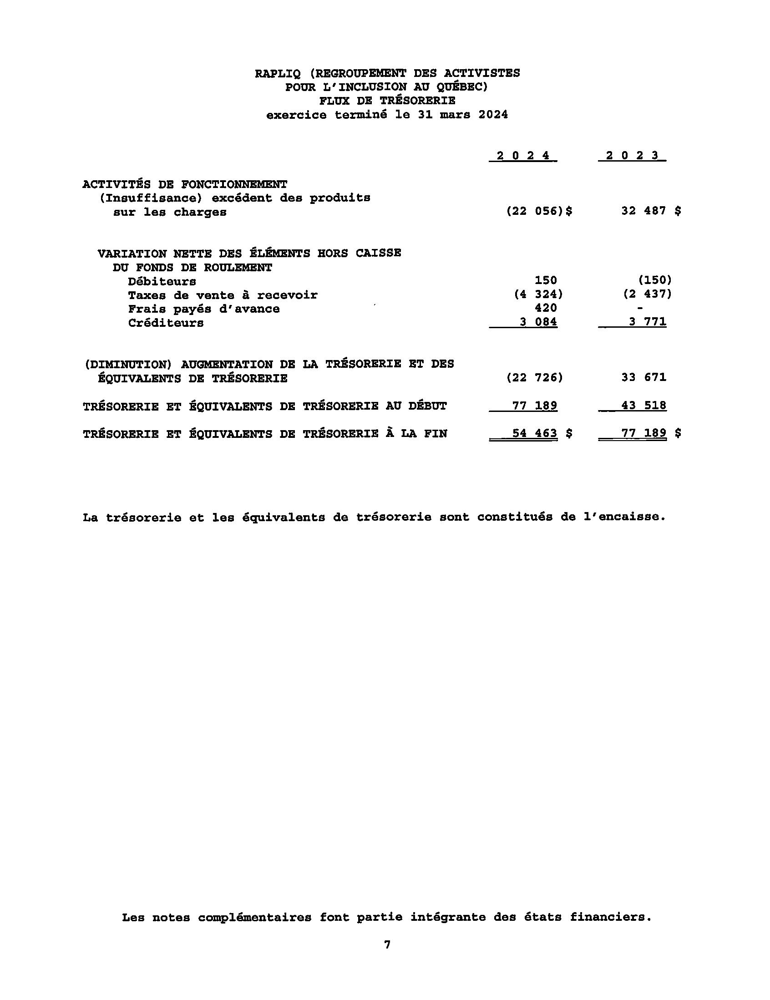 RAPLIQ (REGROUPEMENT DES ACTIVISTES
POUR L'INCLUSION AU QUÉBEC)
FLUX DE TRÉSORERIE
exercice terminé le 31 mars 2024
2 0 2 4 2 0 2 3
ACTIVITÉS DE FONCTIONNEMENT
(Insuffisance) excédent des produits
sur les charges (22 056)$ 32 487 $
VARIATION NETTE DES ÉLÉMENTS HORS CAISSE
DU FONDS DE ROULEMENT
Débiteurs 150 (150)
Taxes de vente à recevoir (4 324) (2 437)
Frais payés d'avance 420 -
Créditeurs 3 084 3 771
(DIMINUTION) AUGMENTATION DE LA TRÉSORERIE ET DES
ÉQUIVALENTS DE TRÉSORERIE (22 726) 33 671
TRÉSORERIE ET ÉQUIVALENTS DE TRÉSORERIE AU DÉBUT 77 189 43 518
TRÉSORERIE ET ÉQUIVALENTS DE TRÉSORERIE À LA FIN 54 463 $ 77 189 $
La trésorerie et les équivalents de trésorerie sont constitués de l'encaisse.
Les notes complémentaires font partie intégrante des états financiers.
7